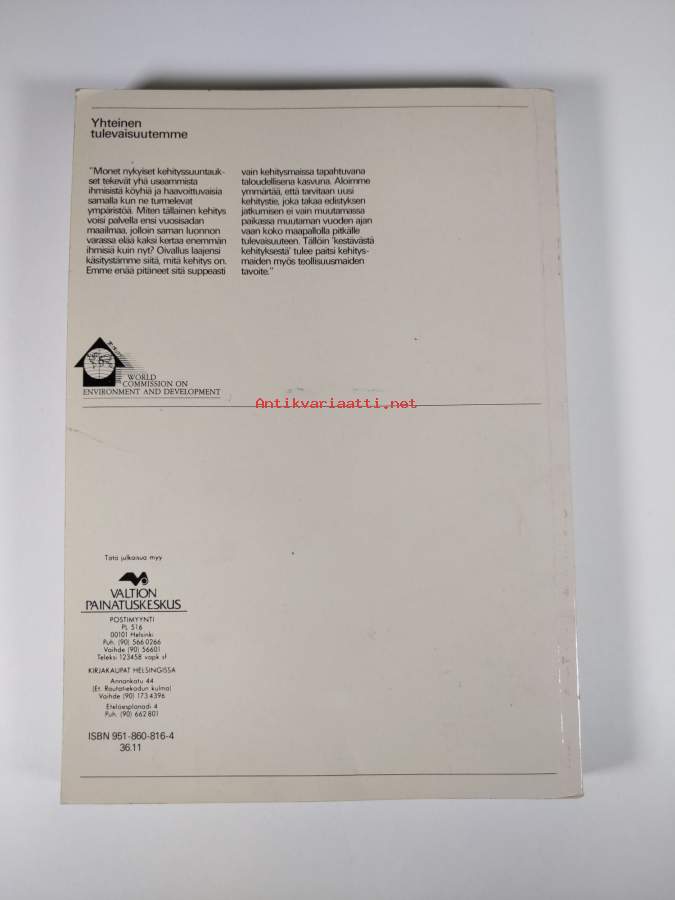 Yhteinen
tulevaisuutemme
"Monet nykyiset kehityssuuntauk-
set tekevät yhä useammista
ihmisistä köyhiä ja haavoittuvaisia
samalla kun ne turmelevat
ympäristöä. Miten tällainen kehitys
voisi palvella ensi vuosisadan
maailmaa, jolloin saman luonnon
varassa elää kaksi kertaa enemmän
ihmisiä kuin nyt? Oivallus laajensi
käsitystämme siitä, mitä kehitys on.
Emme enää pitäneet sitä suppeasti
vain kehitysmaissa tapahtuvana
taloudellisena kasvuna. Aloimme
ymmärtää, että tarvitaan uusi
kehitystie, joka takaa edistyksen
jatkumisen ei vain muutamassa
paikassa muutaman vuoden ajan
vaan koko maapallolla pitkälle
tulevaisuuteen. Tällöin 'kestävästä
kehityksestä' tulee paitsi kehitys-
maiden myös teollisuusmaiden
tavoite."
WORLD
COMMISSION ON
ENVIRONMENT AND DEVELOPMENT
Antikvariaatti.net
Tätä julkaisua myy
VALTION
PAINATUSKESKUS
POSTIMYYNTI
PL 516
00101 Helsinki
Puh. (90) 566 0266
Vaihde (90) 56601
Teleksi 123458 vapk sf
KIRJAKAUPAT HELSINGISSÄ
Annankatu 44
(Et. Rautatiekadun kulma)
Vaihde (90) 173 4396
Eteläesplanadi 4
Puh. (90) 662 801
ISBN 951-860-816-4
36.11